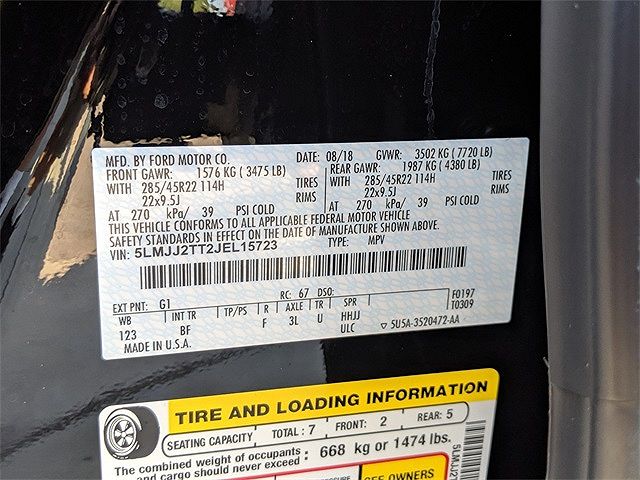 MFD. BY FORD MOTOR CO. DATE: 08/18 GVWR: 3502 KG ( 7720 LB)
FRONT GAWR: 1576 KG ( 3475 LB) REAR GAWR: 1987 KG ( 4380 LB)
WITH 285/45R22 114H TIRES WITH 285/45R22 114H TIRES
22x9.5J RIMS 22x9.5J RIMS
AT 270 kPa/ 39 PSI COLD AT 270 kPa/ 39 PSI COLD
THIS VEHICLE CONFORMS TO ALL APPLICABLE FEDERAL MOTOR VEHICLE
SAFETY STANDARDS IN EFFECT ON THE DATE OF MANUFACTURE SHOWN ABOVE.
VIN: 5LMJJ2TT2JEL15723 TYPE: MPV
EXT PNT: G1 RC: 67 DSO: F0197
WB INT TR TP/PS R AXLE TR SPR T0309
123 BF F 3L U HHJJ
ULC ▽ 5U5A-3520472-AA
MADE IN U.S.A.
TIRE AND LOADING INFORMATION
SEATING CAPACITY TOTAL : 7 FRONT: 2 REAR: 5
The combined weight of occupants
and cargo should never exceed : 668 kg or 1474 lbs.
SEE OWNERS
5LMJJ2T